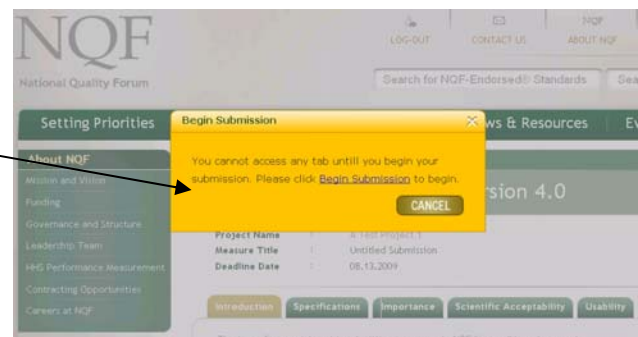 NQF
National Quality Forum
LOG-OUT
CONTACT US
ABOUT NQF
Search for NQF-Endorsed® Standards
Setting Priorities
ws & Resources
Begin Submission
You cannot access any tab untill you begin your
submission. Please click Begin Submission to begin.
CANCEL
About NQF
Mission and Vision
Funding
Governance and Structure
Leadership Team
HHS Performance Measurement
Contracting Opportunities
Careers at NQF
rsion 4.0
Project Name : A Test Project 1
Measure Title : Untitled Submission
Deadline Date : 08.13.2009
Introduction
Specifications
Importance
Scientific Acceptability
Usability